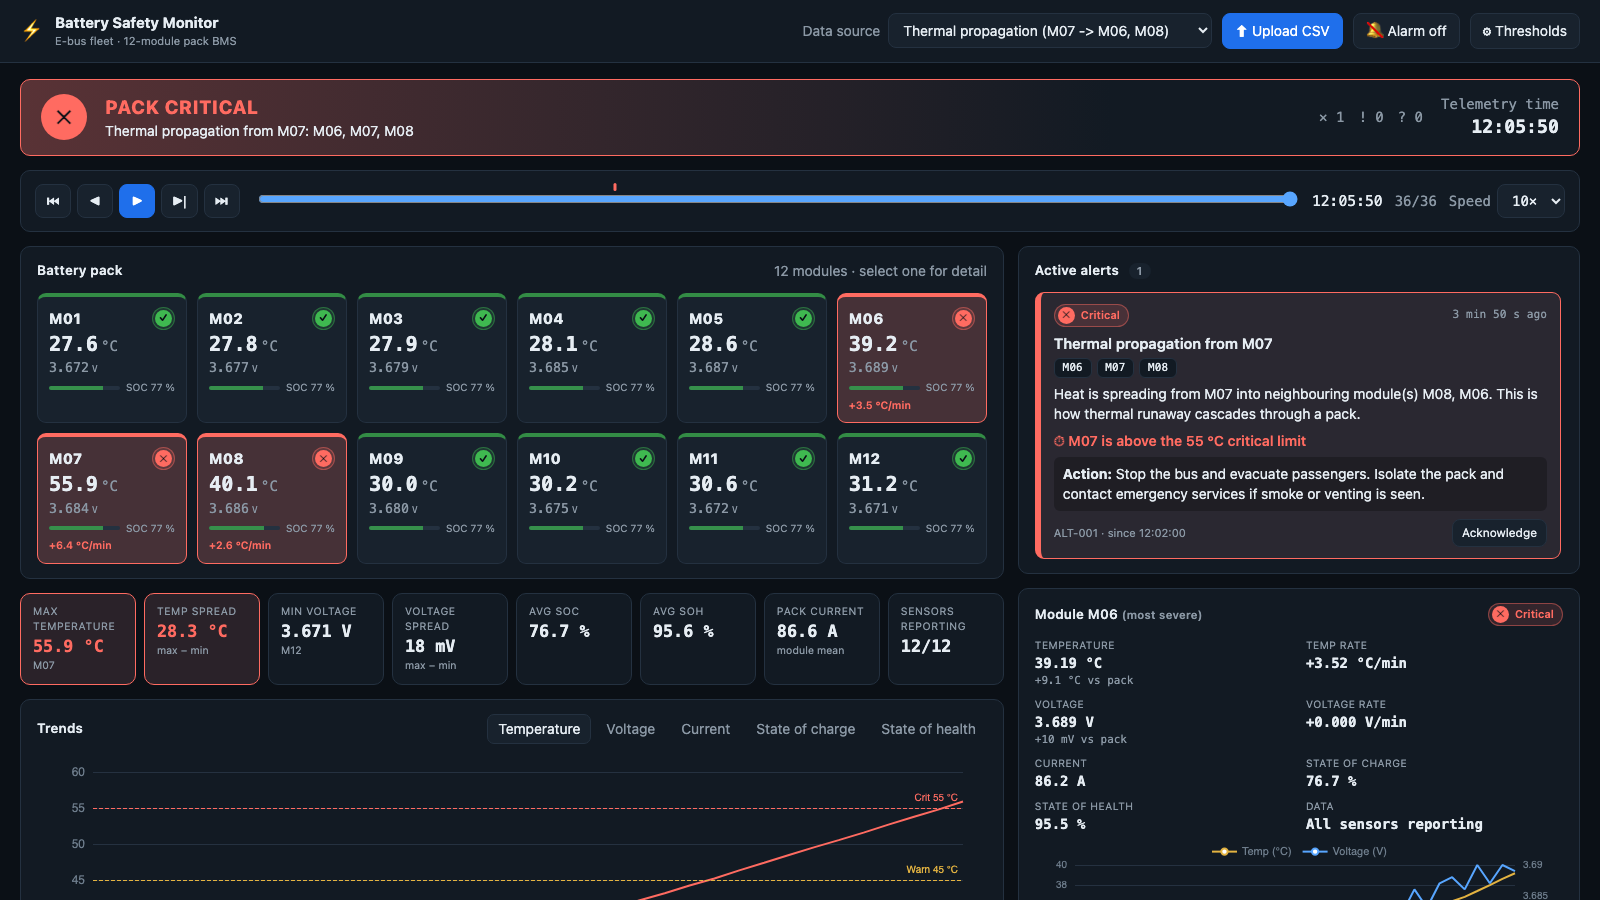 Battery Safety Monitor
E-bus fleet · 12-module pack BMS
Data source
Thermal propagation (M07 -> M06, M08)
Upload CSV
Alarm off
Thresholds
PACK CRITICAL
Thermal propagation from M07: M06, M07, M08
× 1 ! 0 ? 0
Telemetry time
12:05:50
12:05:50 36/36 Speed 10×
Battery pack
12 modules · select one for detail
M01
27.6 °C
3.672 V
SOC 77 %
M02
27.8 °C
3.677 V
SOC 77 %
M03
27.9 °C
3.679 V
SOC 77 %
M04
28.1 °C
3.685 V
SOC 77 %
M05
28.6 °C
3.687 V
SOC 77 %
M06
39.2 °C
3.689 V
SOC 77 %
+3.5 °C/min
M07
55.9 °C
3.684 V
SOC 77 %
+6.4 °C/min
M08
40.1 °C
3.686 V
SOC 77 %
+2.6 °C/min
M09
30.0 °C
3.680 V
SOC 77 %
M10
30.2 °C
3.675 V
SOC 77 %
M11
30.6 °C
3.672 V
SOC 77 %
M12
31.2 °C
3.671 V
SOC 77 %
MAX
TEMPERATURE
55.9 °C
M07
TEMP SPREAD
28.3 °C
max – min
MIN VOLTAGE
3.671 V
M12
VOLTAGE
SPREAD
18 mV
max – min
AVG SOC
76.7 %
AVG SOH
95.6 %
PACK CURRENT
86.6 A
module mean
SENSORS
REPORTING
12/12
Trends
Temperature
Voltage
Current
State of charge
State of health
60
55
50
45
Crit 55 °C
Warn 45 °C
Active alerts 1
Critical
3 min 50 s ago
Thermal propagation from M07
M06 M07 M08
Heat is spreading from M07 into neighbouring module(s) M08, M06. This is
how thermal runaway cascades through a pack.
M07 is above the 55 °C critical limit
Action: Stop the bus and evacuate passengers. Isolate the pack and
contact emergency services if smoke or venting is seen.
ALT-001 · since 12:02:00
Acknowledge
Module M06 (most severe)
Critical
TEMPERATURE
39.19 °C
+9.1 °C vs pack
TEMP RATE
+3.52 °C/min
VOLTAGE
3.689 V
+10 mV vs pack
VOLTAGE RATE
+0.000 V/min
CURRENT
86.2 A
STATE OF CHARGE
76.7 %
STATE OF HEALTH
95.5 %
DATA
All sensors reporting
Temp (°C)
Voltage (V)
40
38
3.69
3.685